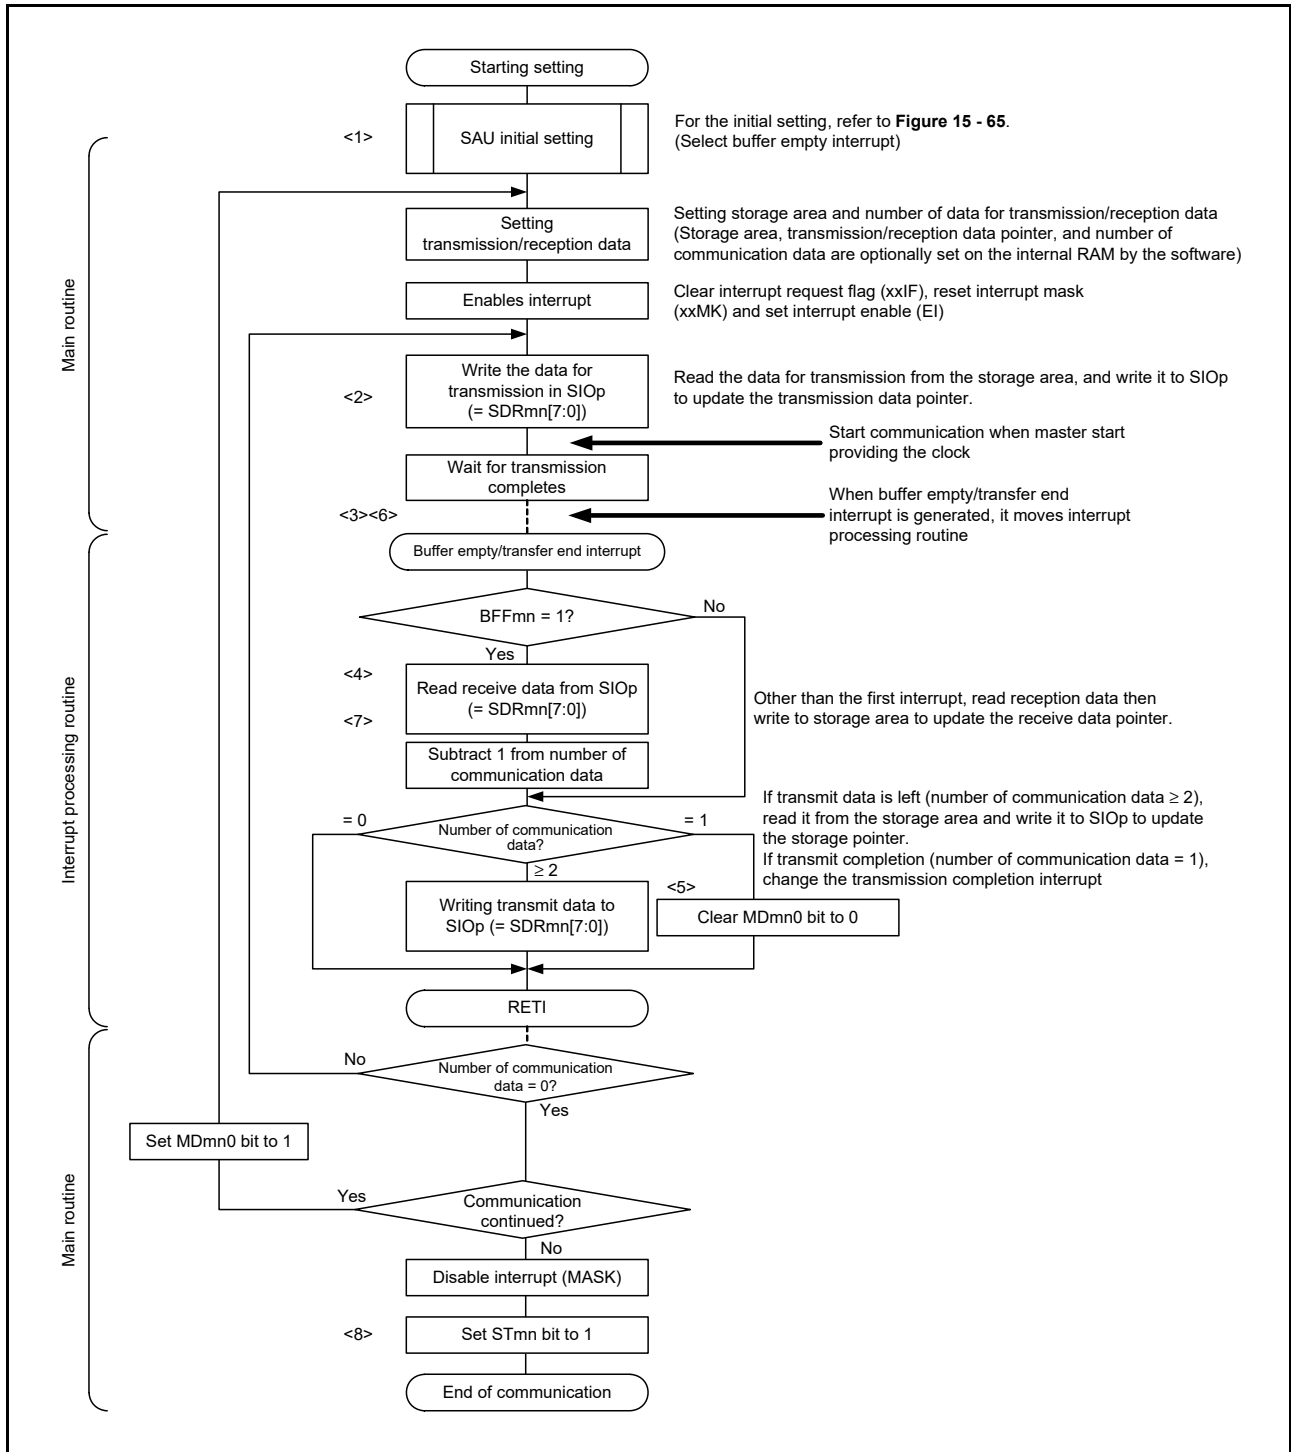 Starting setting
<1>
SAU initial setting
For the initial setting, refer to Figure 15 - 65.
(Select buffer empty interrupt)
Main routine
Setting
transmission/reception data
Setting storage area and number of data for transmission/reception data
(Storage area, transmission/reception data pointer, and number of
communication data are optionally set on the internal RAM by the software)
Enables interrupt
Clear interrupt request flag (xxIF), reset interrupt mask
(xxMK) and set interrupt enable (EI)
<2>
Write the data for
transmission in SIOp
(= SDRmn[7:0])
Read the data for transmission from the storage area, and write it to SIOp
to update the transmission data pointer.
Start communication when master start
providing the clock
Wait for transmission
completes
<3><6>
When buffer empty/transfer end
interrupt is generated, it moves interrupt
processing routine
Interrupt processing routine
Buffer empty/transfer end interrupt
BFFmn = 1?
No
Yes
<4>
Read receive data from SIOp
(= SDRmn[7:0])
<7>
Other than the first interrupt, read reception data then
write to storage area to update the receive data pointer.
Subtract 1 from number of
communication data
= 0
Number of communication
data?
= 1
≥ 2
If transmit data is left (number of communication data ≥ 2),
read it from the storage area and write it to SIOp to update
the storage pointer.
If transmit completion (number of communication data = 1),
change the transmission completion interrupt
Writing transmit data to
SIOp (= SDRmn[7:0])
<5>
Clear MDmn0 bit to 0
RETI
Main routine
No
Number of communication
data = 0?
Yes
Set MDmn0 bit to 1
Yes
Communication
continued?
No
Disable interrupt (MASK)
<8>
Set STmn bit to 1
End of communication